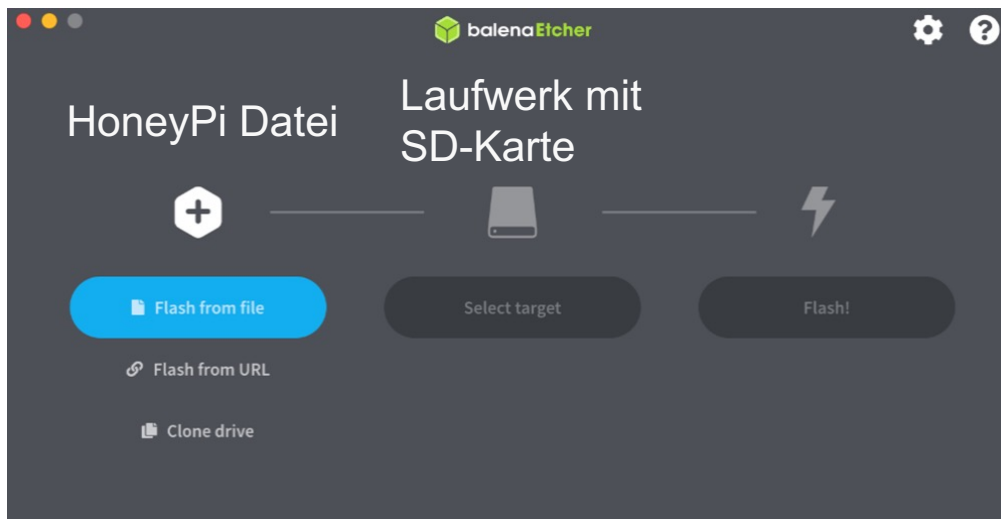 balenaEtcher
HoneyPi Datei
Laufwerk mit
SD-Karte
Flash from file
Select target
Flash!
Flash from URL
Clone drive